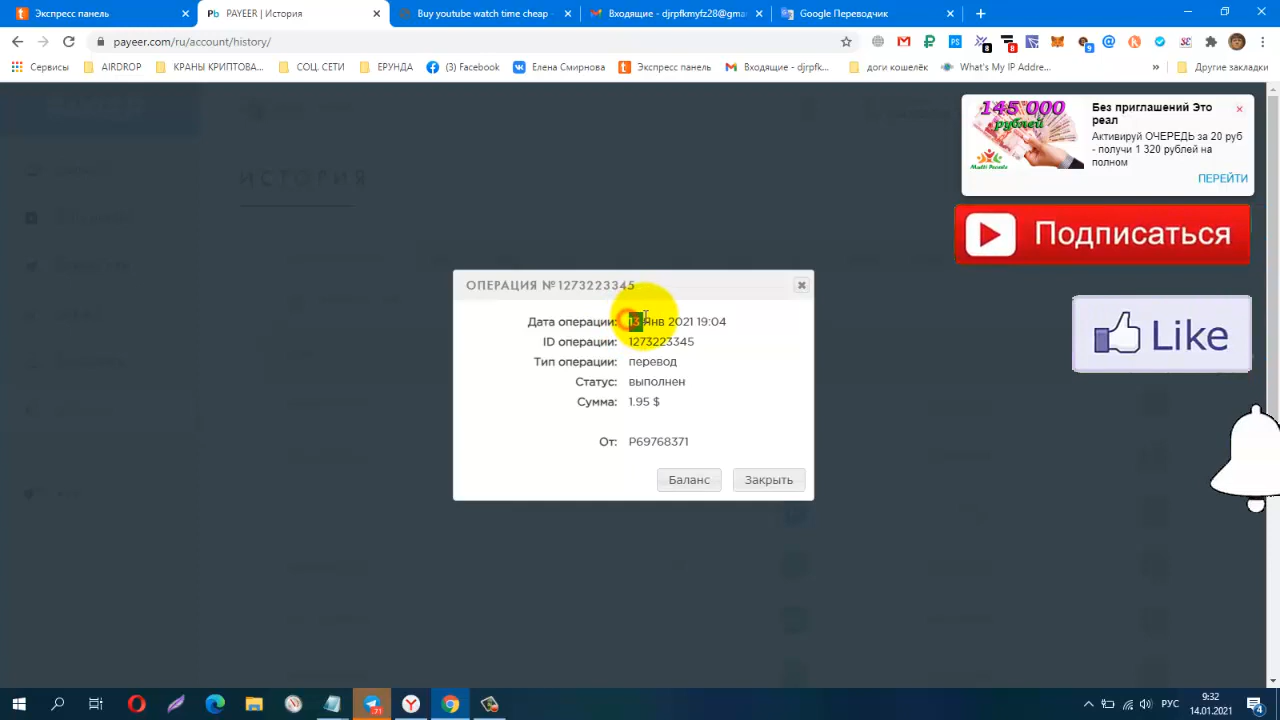 Экспресс панель
PAYEER | История
Buy youtube watch time cheap -
Входящие - djrpfkmyfz28@gma
Google Переводчик
payeer.com/ru/account/history/
Сервисы
AIRDROP
КРАНЫ КРИПТОВА...
СОЦ. СЕТИ
ЕРУНДА
(3) Facebook
Елена Смирнова
Экспресс панель
Входящие - djrpfk...
доги кошелёк
What's My IP Addre...
»
Другие закладки
ИСТОРИЯ
145 000
рублей
Multi People
Без приглашений Это
реал
Активируй ОЧЕРЕДЬ за 20 руб
- получи 1 320 рублей на
полном
ПЕРЕЙТИ
Подписаться
Like
ОПЕРАЦИЯ №1273223345
Дата операции: 13 янв 2021 19:04
ID операции: 1273223345
Тип операции: перевод
Статус: выполнен
Сумма: 1.95 $
От: P69768371
Баланс
Закрыть
РУС
9:32
14.01.2021